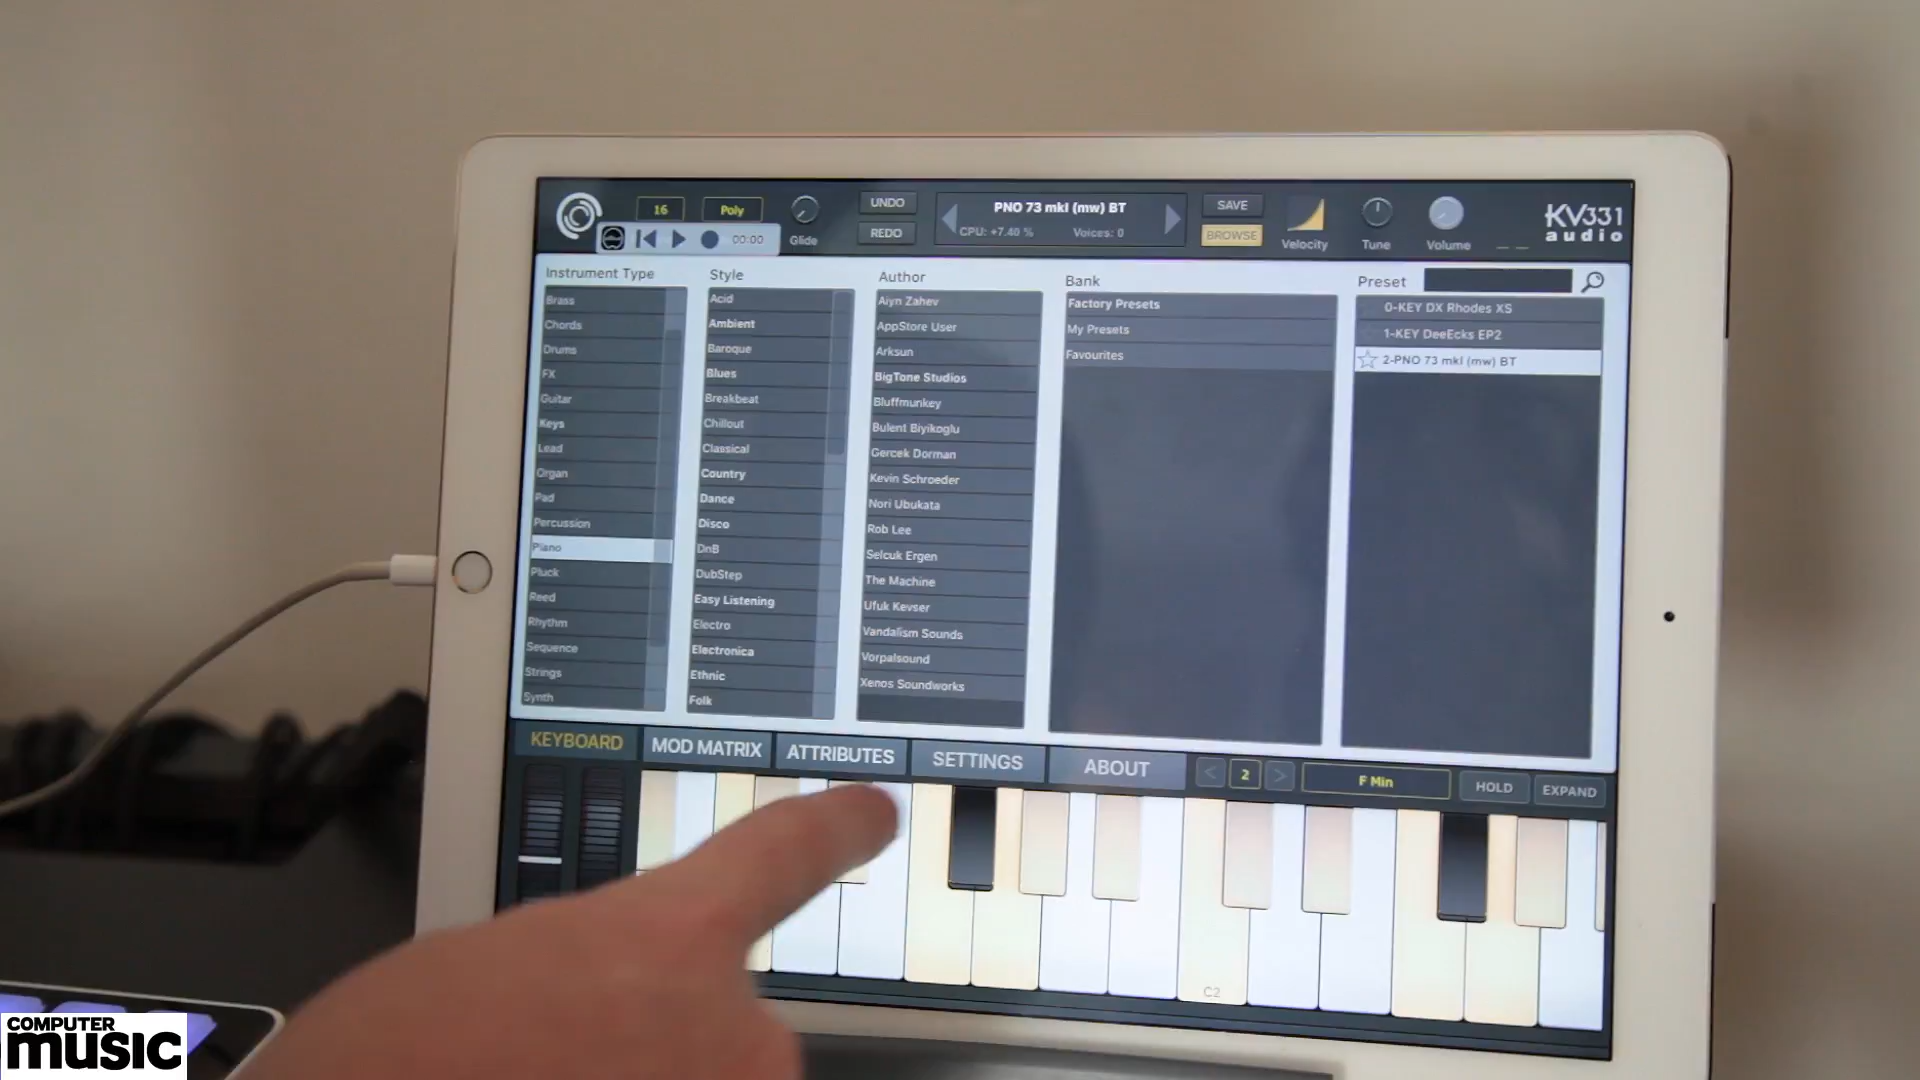 16
Poly
Glide
00:00
UNDO
REDO
PNO 73 mkI (mw) BT
CPU: +7.40 %
Voices: 0
SAVE
BROWSE
Velocity
Tune
Volume
KV331
audio
Instrument Type
Brass
Chords
Drums
FX
Guitar
Keys
Lead
Organ
Pad
Percussion
Piano
Pluck
Reed
Rhythm
Sequence
Strings
Synth
Style
Acid
Ambient
Baroque
Blues
Breakbeat
Chillout
Classical
Country
Dance
Disco
DnB
DubStep
Easy Listening
Electro
Electronica
Ethnic
Folk
Author
Aiyn Zahev
AppStore User
Arksun
BigTone Studios
Bluffmunkey
Bulent Biyikoglu
Gercek Dorman
Kevin Schroeder
Nori Ubukata
Rob Lee
Selcuk Ergen
The Machine
Ufuk Kevser
Vandalism Sounds
Vorpalsound
Xenos Soundworks
Bank
Factory Presets
My Presets
Favourites
Preset
0-KEY DX Rhodes XS
1-KEY DeeEcks EP2
2-PNO 73 mkI (mw) BT
KEYBOARD
MOD MATRIX
ATTRIBUTES
SETTINGS
ABOUT
<
2
>
F Min
HOLD
EXPAND
C2
COMPUTER
music